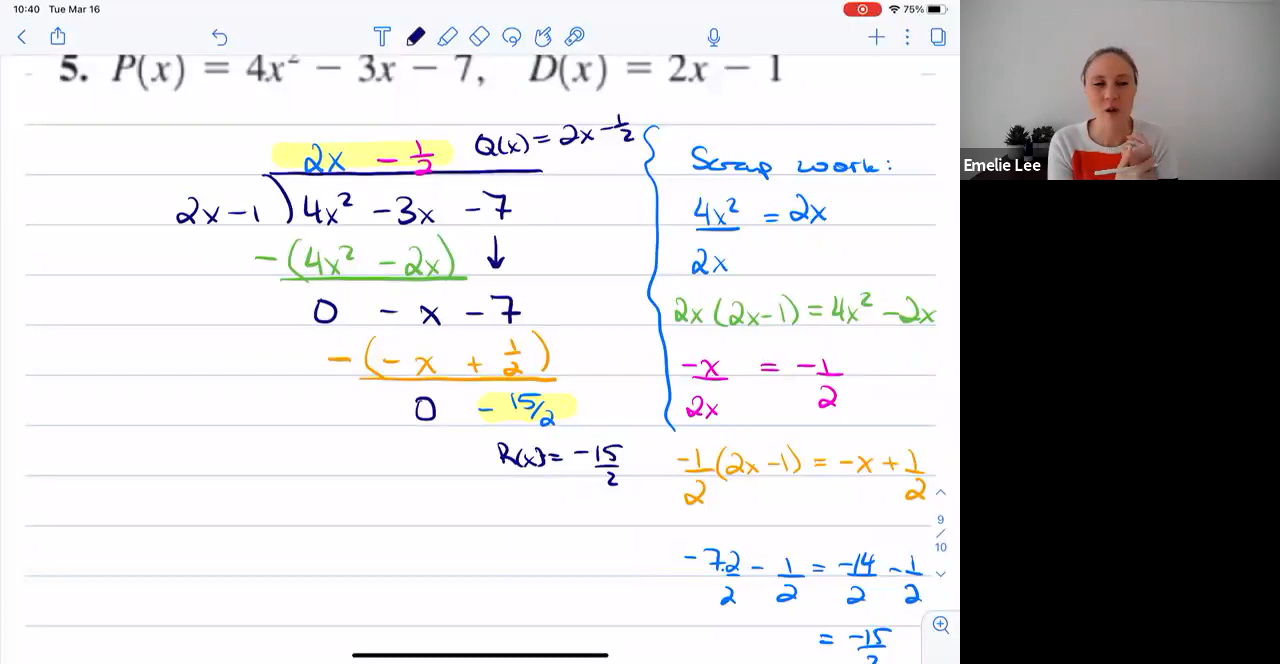 10:40 Tue Mar 16
75%
5. P(x) = 4x² − 3x − 7, D(x) = 2x − 1
2x − 1/2
Q(x) = 2x − 1/2
2x − 1 ) 4x² − 3x − 7
− (4x² − 2x) ↓
0 − x − 7
− (− x + 1/2)
0 − 15/2
R(x) = −15/2
Scrap work:
4x²/2x = 2x
2x (2x−1) = 4x² − 2x
−x/2x = −1/2
−1/2 (2x − 1) = −x + 1/2
−7·2/2 − 1/2 = −14/2 − 1/2
= −15/2
9
/
10
Emelie Lee